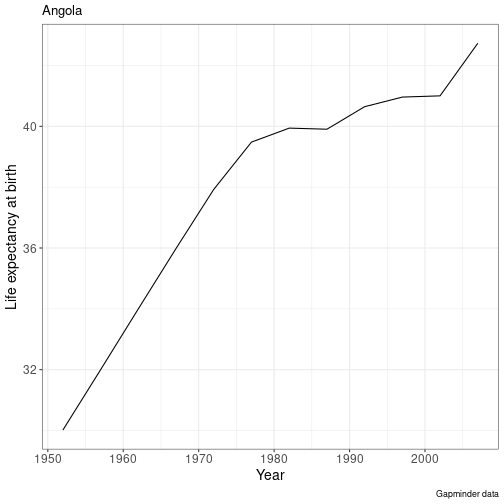 Angola
Life expectancy at birth
40
36
32
1950 1960 1970 1980 1990 2000
Year
Gapminder data